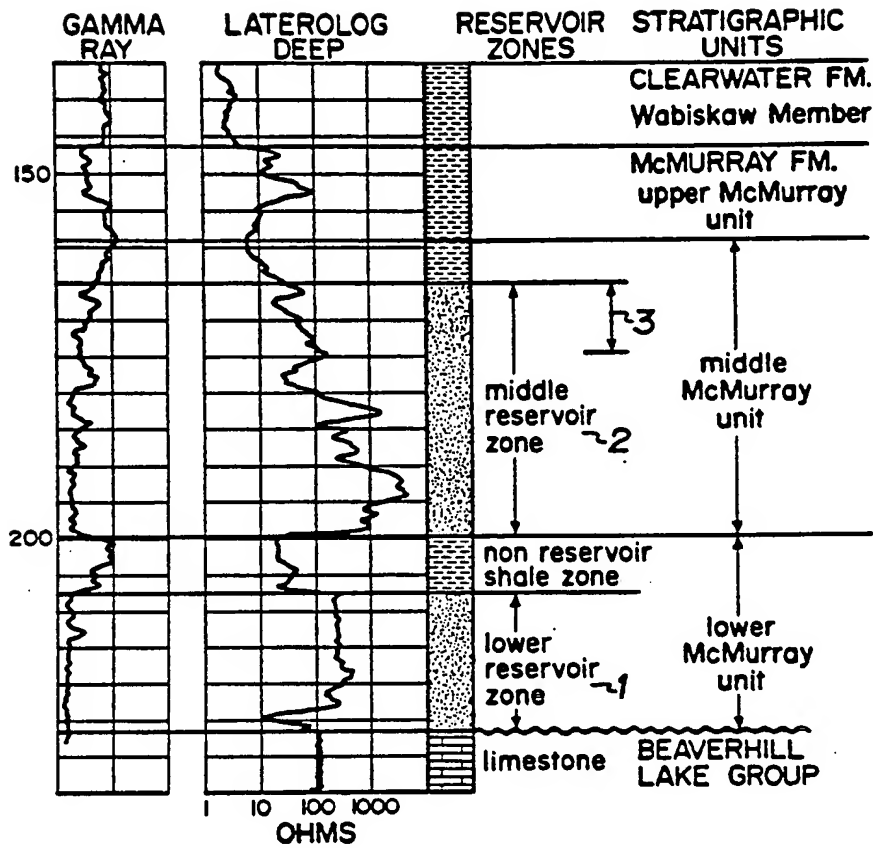 GAMMA
RAY
LATEROLOG
DEEP
RESERVOIR
ZONES
STRATIGRAPHIC
UNITS
CLEARWATER FM.
Wabiskaw Member
McMURRAY FM.
upper McMurray
unit
150
3
middle
reservoir
zone
2
middle
McMurray
unit
200
non reservoir
shale zone
lower
reservoir
zone
1
lower
McMurray
unit
limestone
BEAVERHILL
LAKE GROUP
1 10 100 1000
OHMS